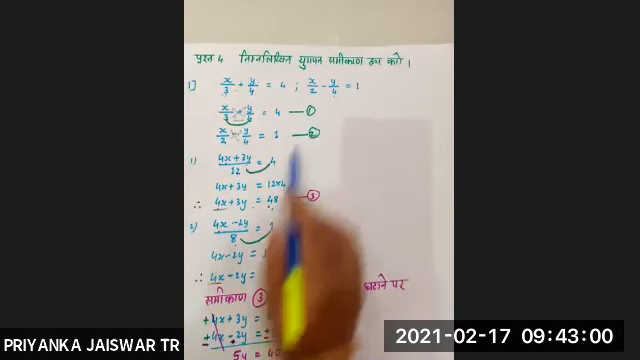 प्रश्न 4 निम्नलिखित युगपत समीकरण हल करो ।
1] x/3 + y/4 = 4 ; x/2 - y/4 = 1
x/3 + y/4 = 4 — ①
x/2 - y/4 = 1 — ②
1) 4x + 3y / 12 = 4
4x + 3y = 12×4
∴ 4x + 3y = 48 — ③
2) 4x - 2y / 8 =
4x - 2y =
∴ 4x - 2y =
समीकरण ③ घटाने पर
+4x + 3y =
+4x - 2y =
5y = 40
PRIYANKA JAISWAR TR
2021-02-17 09:43:00